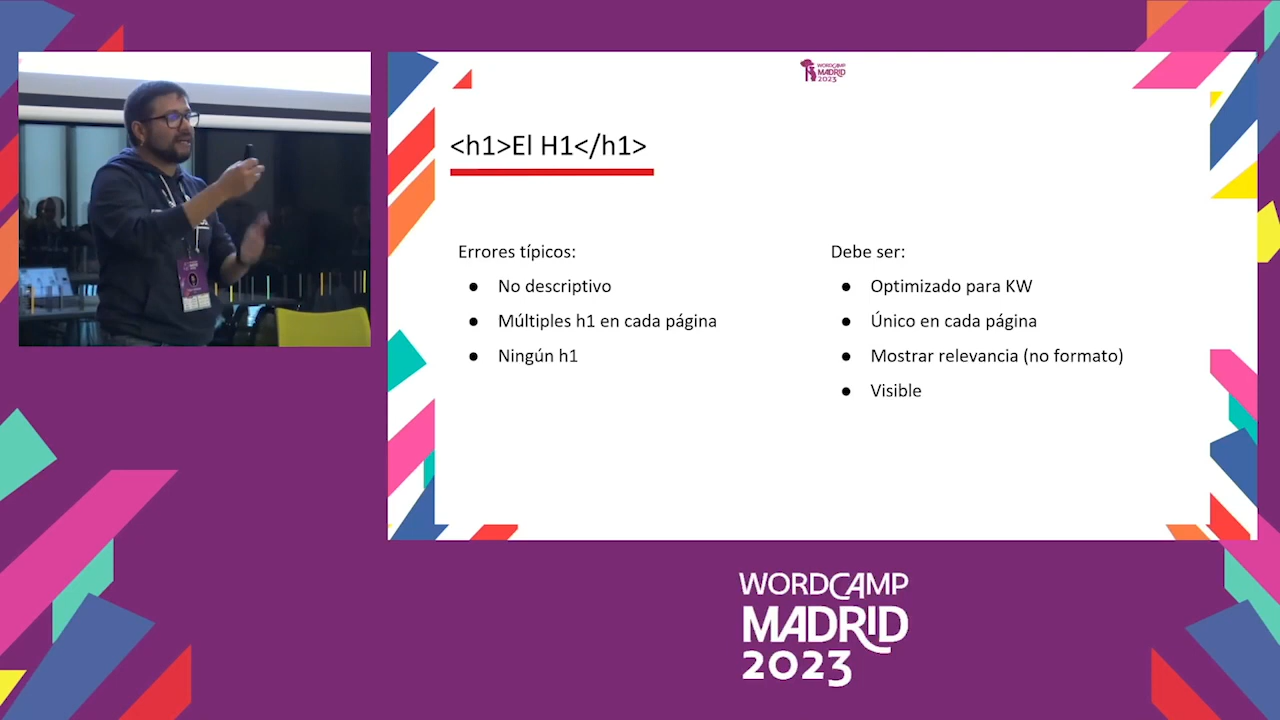 WORDCAMP
MADRID
2023
<h1>El H1</h1>
Errores típicos:
● No descriptivo
● Múltiples h1 en cada página
● Ningún h1
Debe ser:
● Optimizado para KW
● Único en cada página
● Mostrar relevancia (no formato)
● Visible
WORDCAMP
MADRID
2023